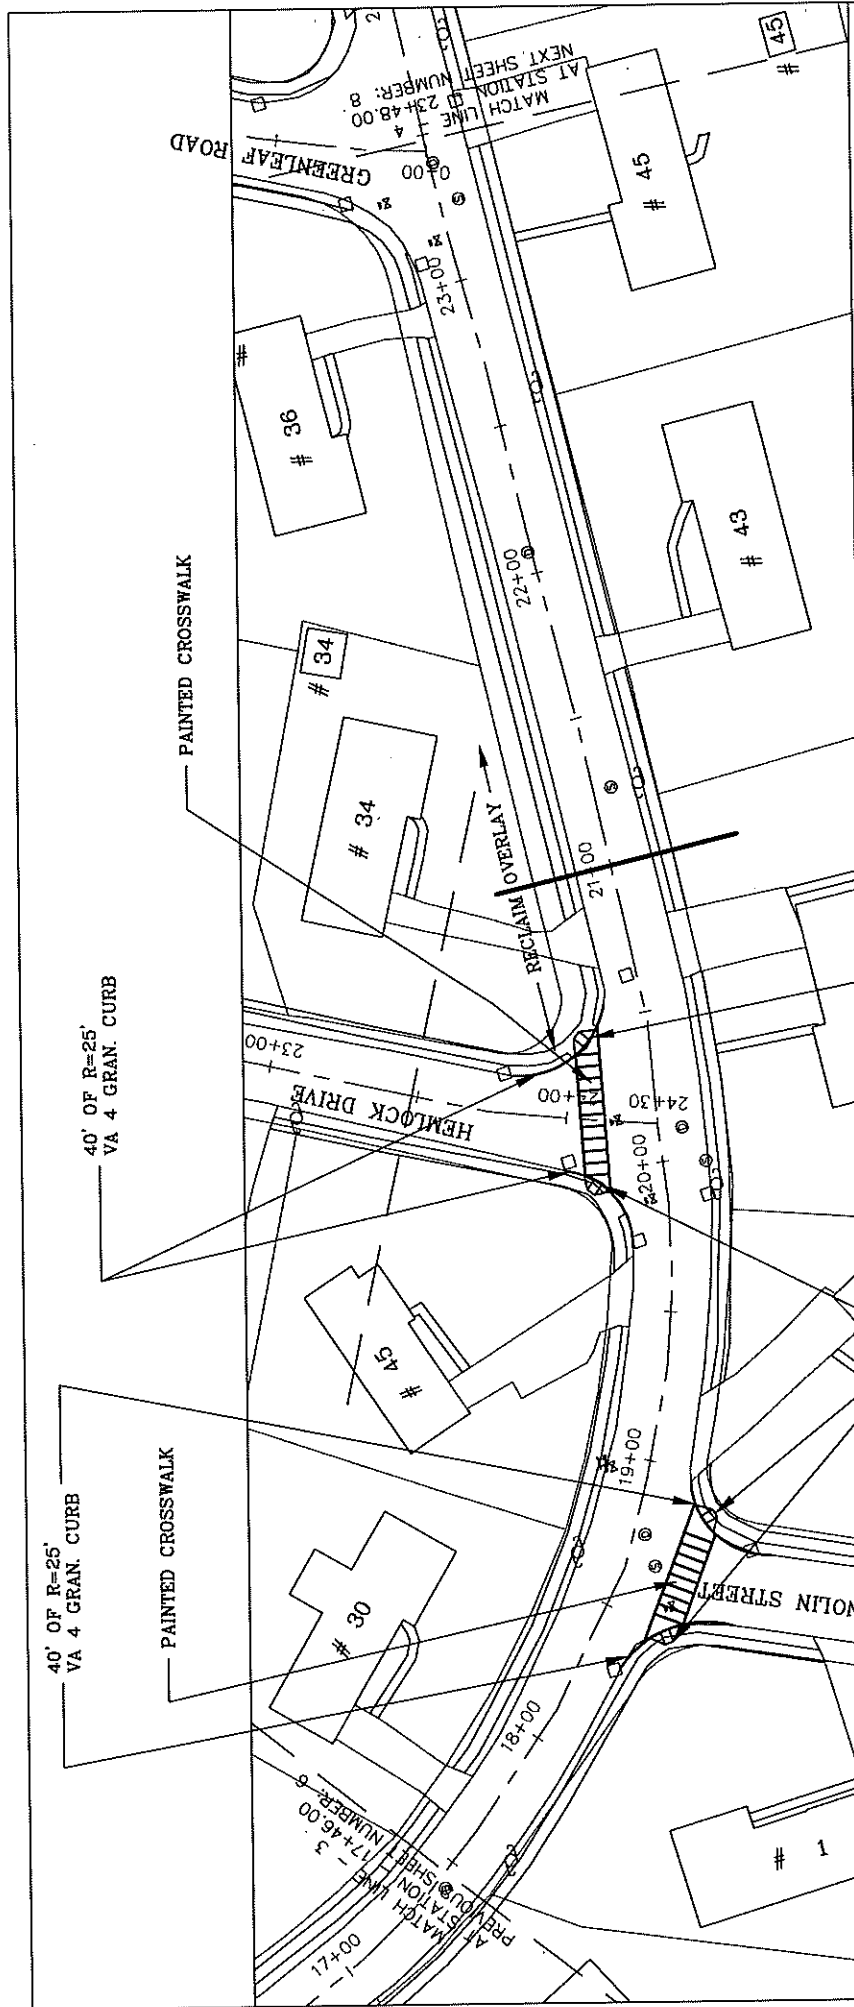 40' OF R=25'
VA 4 GRAN. CURB
PAINTED CROSSWALK
40' OF R=25'
VA 4 GRAN. CURB
PAINTED CROSSWALK
MATCH LINE - 3
AT STATION 17+46.00
PREVIOUS SHEET NUMBER: 6
17+00
18+00
19+00
20+00
21+00
22+00
23+00
# 30
# 45
# 34
# 34
# 36
#
# 1
# 43
# 45
# 45
NOLIN STREET
HEMLOCK DRIVE
23+00
24+30
RECLAIM OVERLAY
GREENLEAF ROAD
0+00
MATCH LINE - 4
AT STATION 23+48.00
NEXT SHEET NUMBER: 8